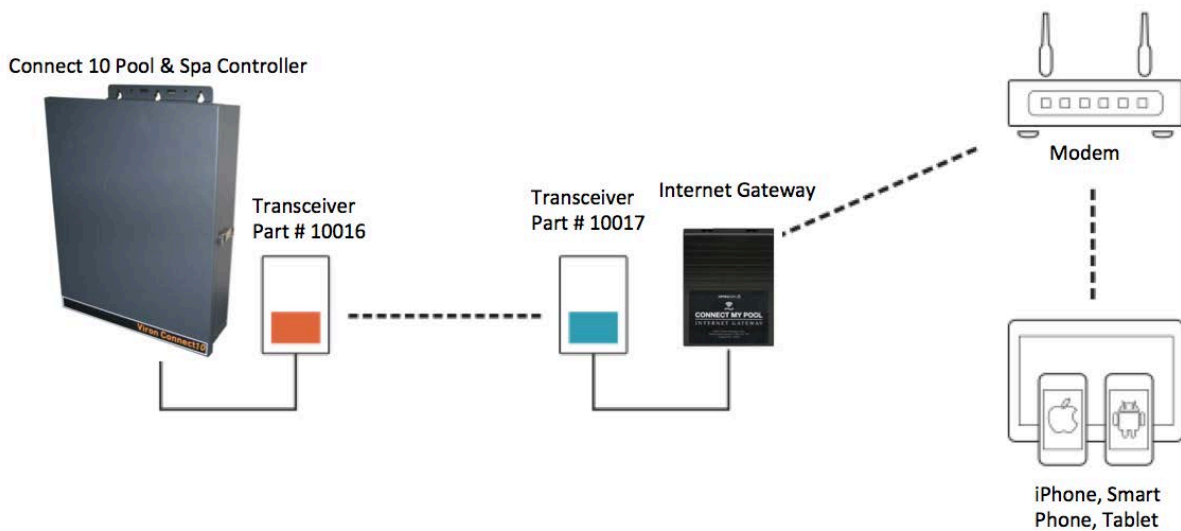 Connect 10 Pool & Spa Controller
Viron Connect10
Transceiver
Part # 10016
Transceiver
Part # 10017
Internet Gateway
CONNECT MY POOL
INTERNET GATEWAY
Modem
iPhone, Smart
Phone, Tablet